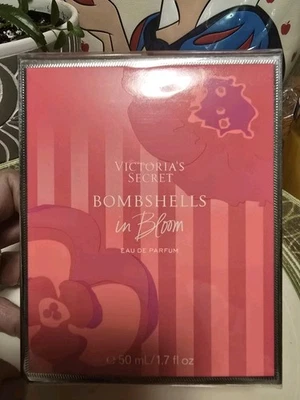 VICTORIA'S
SECRET
BOMBSHELLS
in Bloom
EAU DE PARFUM
℮ 50 mL/1.7 fl oz